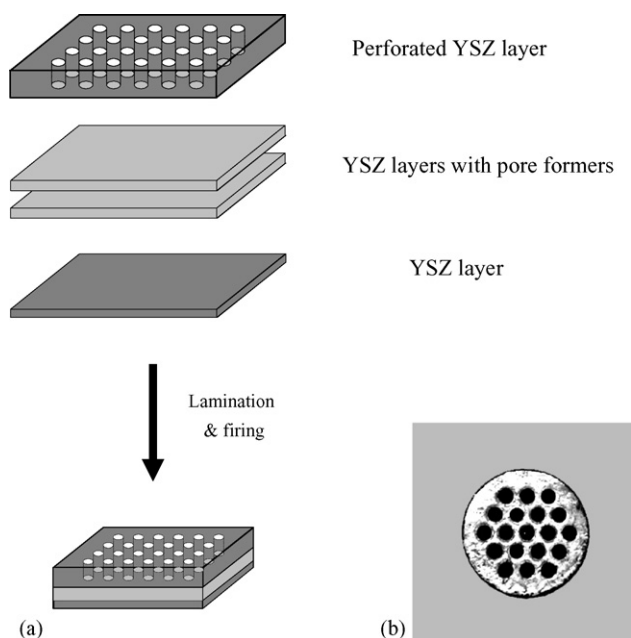 Perforated YSZ layer
YSZ layers with pore formers
YSZ layer
Lamination
& firing
(a)
(b)